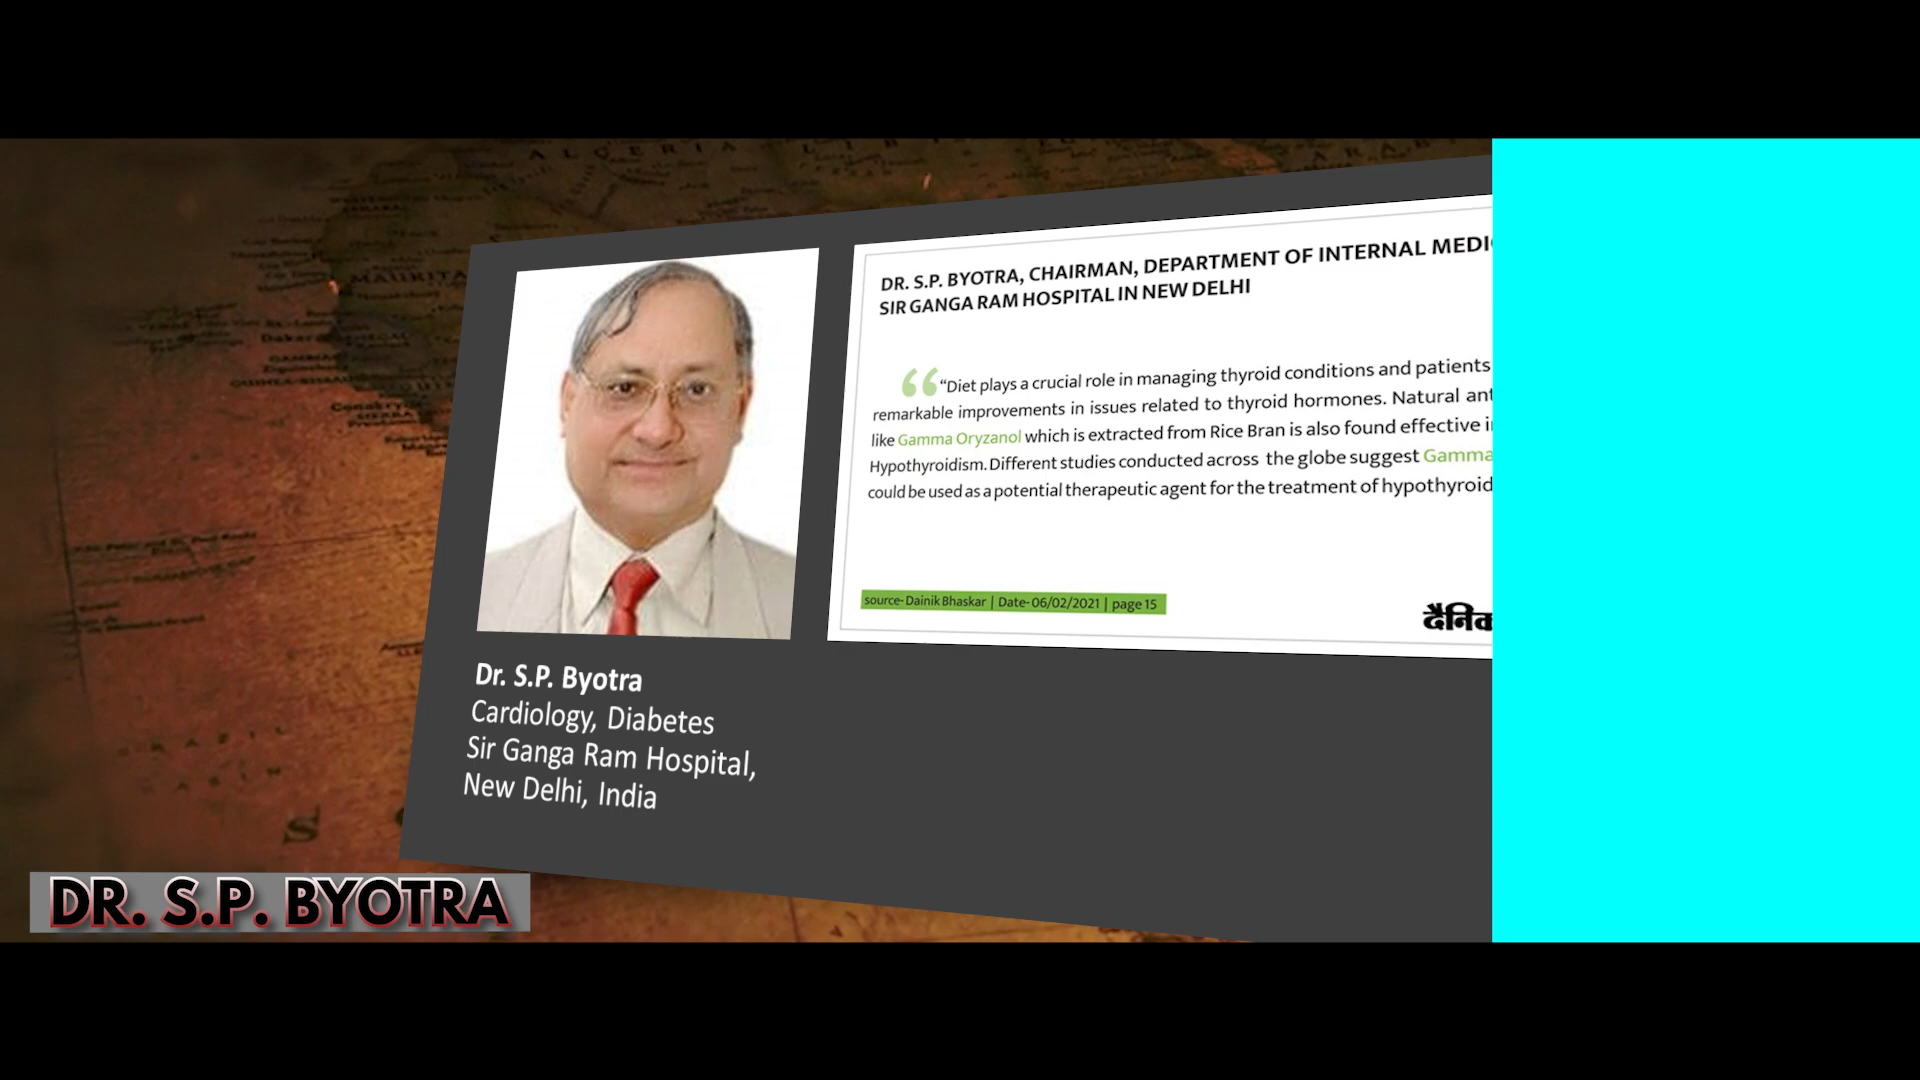 ALGERIA
MAURITA
DR. S.P. BYOTRA, CHAIRMAN, DEPARTMENT OF INTERNAL MEDI
SIR GANGA RAM HOSPITAL IN NEW DELHI
“Diet plays a crucial role in managing thyroid conditions and patients
remarkable improvements in issues related to thyroid hormones. Natural ant
like Gamma Oryzanol which is extracted from Rice Bran is also found effective i
Hypothyroidism. Different studies conducted across the globe suggest Gamma
could be used as a potential therapeutic agent for the treatment of hypothyroid
source- Dainik Bhaskar | Date- 06/02/2021 | page 15
दैनिक
Dr. S.P. Byotra
Cardiology, Diabetes
Sir Ganga Ram Hospital,
New Delhi, India
DR. S.P. BYOTRA